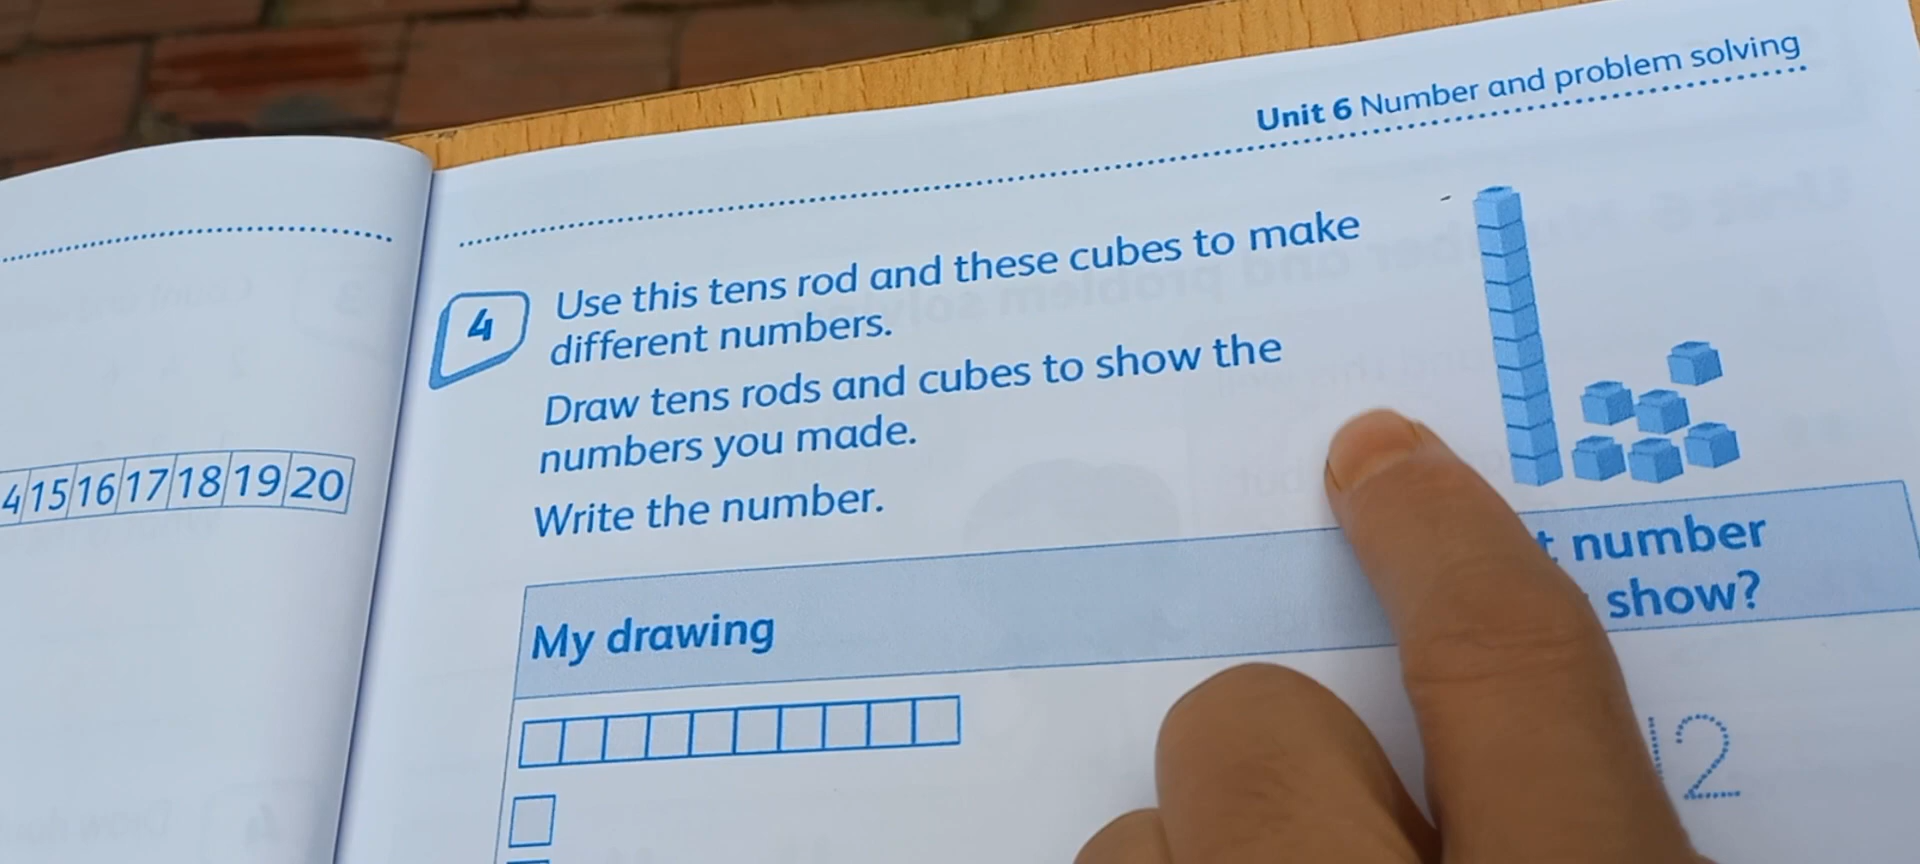 Unit 6 Number and problem solving
4
Use this tens rod and these cubes to make
different numbers.
Draw tens rods and cubes to show the
numbers you made.
Write the number.
4 15 16 17 18 19 20
My drawing
number
show?
12